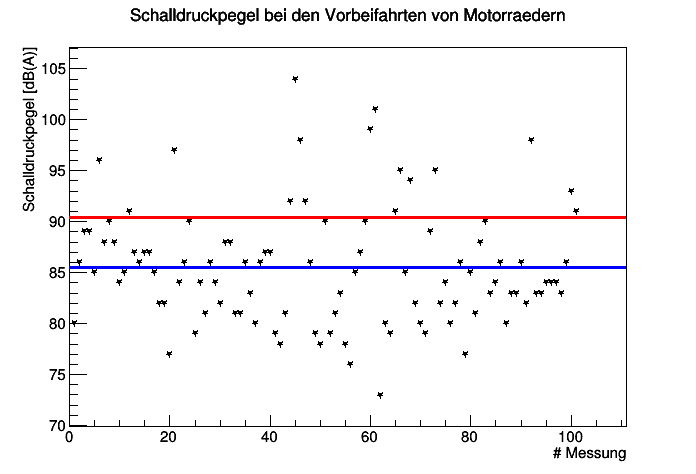 Schalldruckpegel bei den Vorbeifahrten von Motorraedern
Schalldruckpegel [dB(A)]
105
100
95
90
85
80
75
70
0 20 40 60 80 100
# Messung